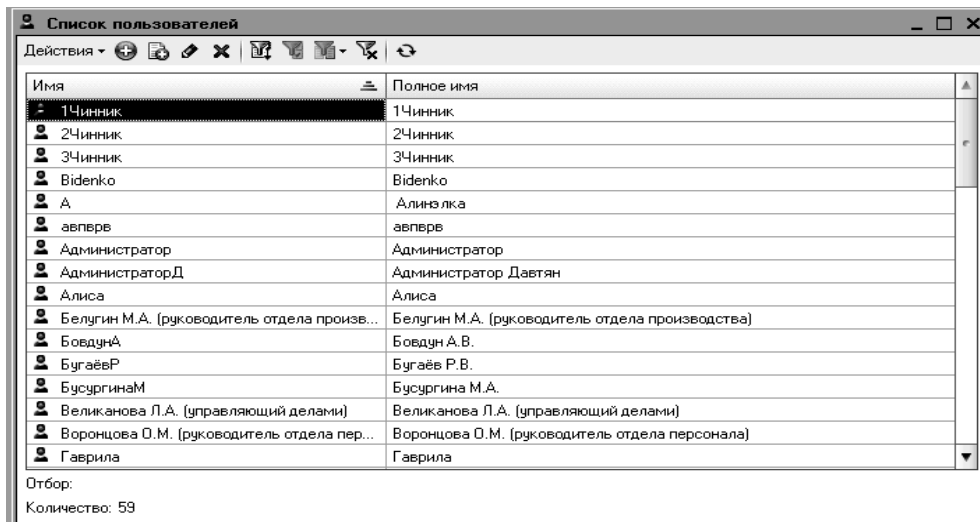 Список пользователей
Действия
Имя Полное имя
1Чинник 1Чинник
2Чинник 2Чинник
3Чинник 3Чинник
Bidenko Bidenko
А Алинэлка
авпврв авпврв
Администратор Администратор
АдминистраторД Администратор Давтян
Алиса Алиса
Белугин М.А. (руководитель отдела произв... Белугин М.А. (руководитель отдела производства)
БовдунА Бовдун А.В.
БугаёвР Бугаёв Р.В.
БусургинаМ Бусургина М.А.
Великанова Л.А. (управляющий делами) Великанова Л.А. (управляющий делами)
Воронцова О.М. (руководитель отдела пер... Воронцова О.М. (руководитель отдела персонала)
Гаврила Гаврила
Отбор:
Количество: 59